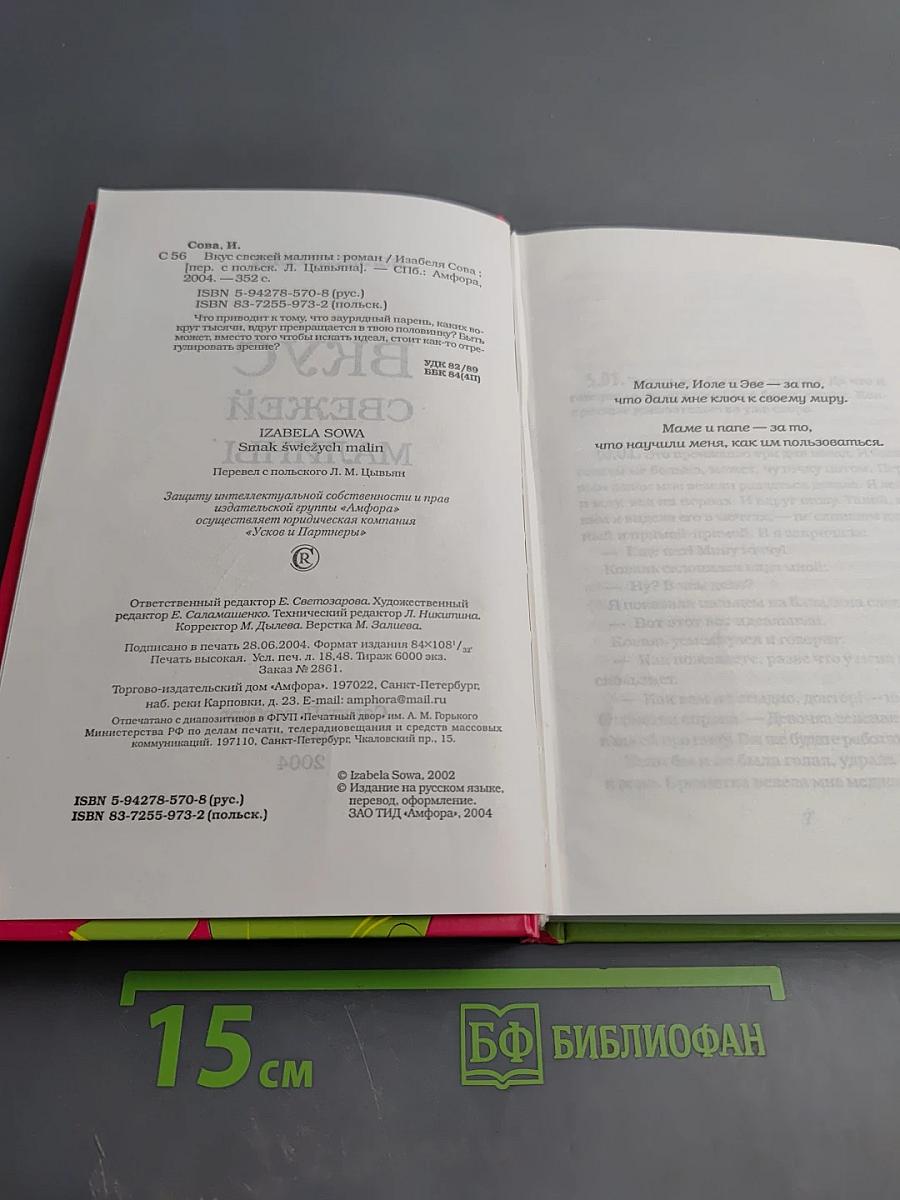 Сова, И.
С 56 Вкус свежей малины : роман / Изабеля Сова ;
[пер. с польск. Л. Цывьяна]. — СПб.: Амфора,
2004. — 352 с.
ISBN 5-94278-570-8 (рус.)
ISBN 83-7255-973-2 (польск.)
Что приводит к тому, что заурядный парень, каких во-
круг тысячи, вдруг превращается в твою половинку? Быть
может, вместо того чтобы искать идеал, стоит как-то отре-
гулировать зрение?
УДК 82/89
ББК 84(4П)
ВКУС
СВЕЖЕЙ
МАЛИНЫ
IZABELA SOWA
Smak świeżych malin
Перевел с польского Л. М. Цывьян
Защиту интеллектуальной собственности и прав
издательской группы «Амфора»
осуществляет юридическая компания
«Усков и Партнеры»
CR
Ответственный редактор Е. Светозарова. Художественный
редактор Е. Саламашенко. Технический редактор Л. Никитина.
Корректор М. Дылева. Верстка М. Залиева.
Подписано в печать 28.06.2004. Формат издания 84×108¹/₃₂.
Печать высокая. Усл. печ. л. 18,48. Тираж 6000 экз.
Заказ № 2861.
Торгово-издательский дом «Амфора». 197022, Санкт-Петербург,
наб. реки Карповки, д. 23. E-mail: amphora@mail.ru
Отпечатано с диапозитивов в ФГУП «Печатный двор» им. А. М. Горького
Министерства РФ по делам печати, телерадиовещания и средств массовых
коммуникаций. 197110, Санкт-Петербург, Чкаловский пр., 15.
2004
© Izabela Sowa, 2002
© Издание на русском языке,
перевод, оформление.
ЗАО ТИД «Амфора», 2004
ISBN 5-94278-570-8 (рус.)
ISBN 83-7255-973-2 (польск.)
Малине, Иоле и Эве — за то,
что дали мне ключ к своему миру.
Маме и папе — за то,
что научили меня, как им пользоваться.
15 см
БФ БИБЛИОФАН